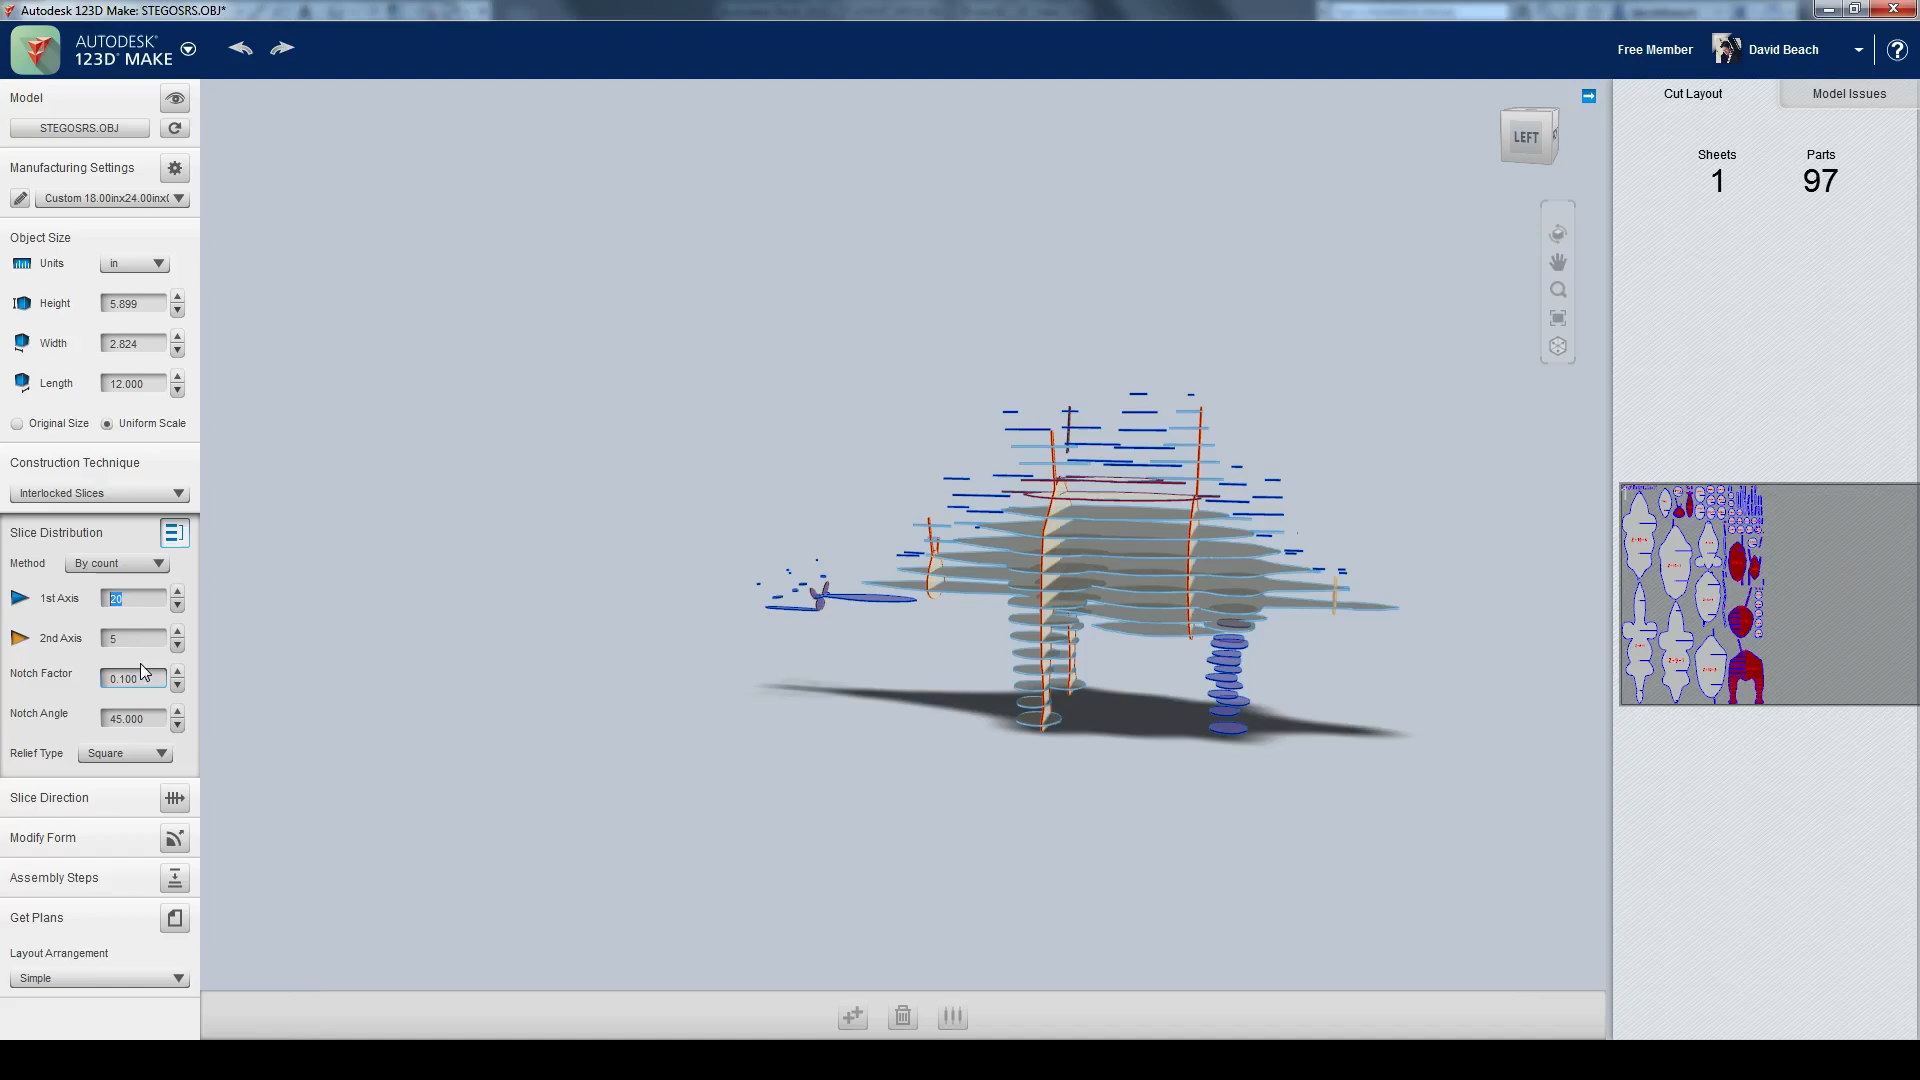 Autodesk 123D Make: STEGOSRS.OBJ*
AUTODESK®
123D® MAKE
Free Member
David Beach
?
Model
STEGOSRS.OBJ
Manufacturing Settings
Custom 18.00inx24.00inx(
Object Size
Units in
Height 5.899
Width 2.824
Length 12.000
Original Size Uniform Scale
Construction Technique
Interlocked Slices
Slice Distribution
Method By count
1st Axis 20
2nd Axis 5
Notch Factor 0.100
Notch Angle 45.000
Relief Type Square
Slice Direction
Modify Form
Assembly Steps
Get Plans
Layout Arrangement
Simple
LEFT
Cut Layout Model Issues
Sheets Parts
1 97